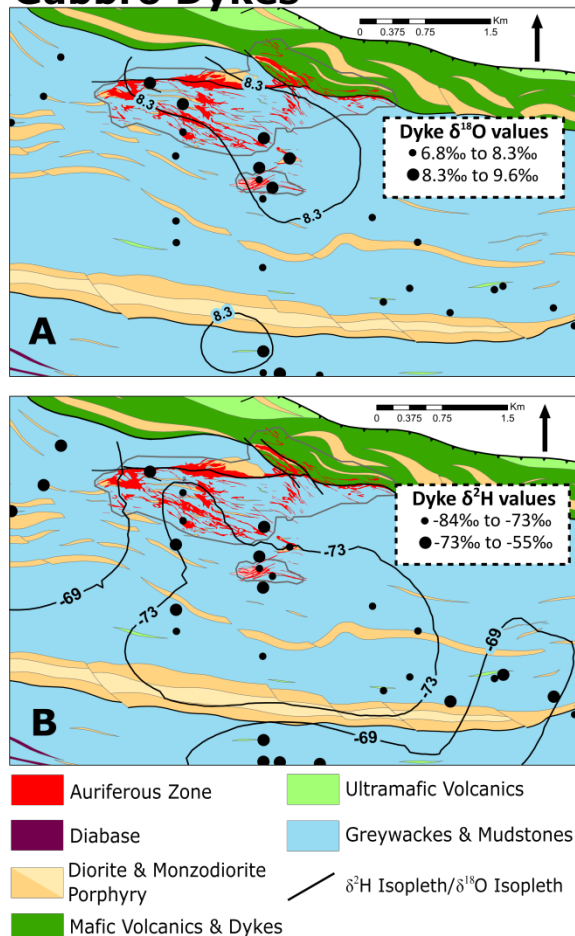 Gabbro Dykes
Km
0 0.375 0.75 1.5
8.3
8.3
Dyke δ¹⁸O values
6.8‰ to 8.3‰
8.3‰ to 9.6‰
8.3
8.3
A
Km
0 0.375 0.75 1.5
Dyke δ²H values
-84‰ to -73‰
-73‰ to -55‰
-73
-69
-73
-69
-73
-69
B
Auriferous Zone
Ultramafic Volcanics
Diabase
Greywackes & Mudstones
Diorite & Monzodiorite
Porphyry
δ²H Isopleth/δ¹⁸O Isopleth
Mafic Volcanics & Dykes